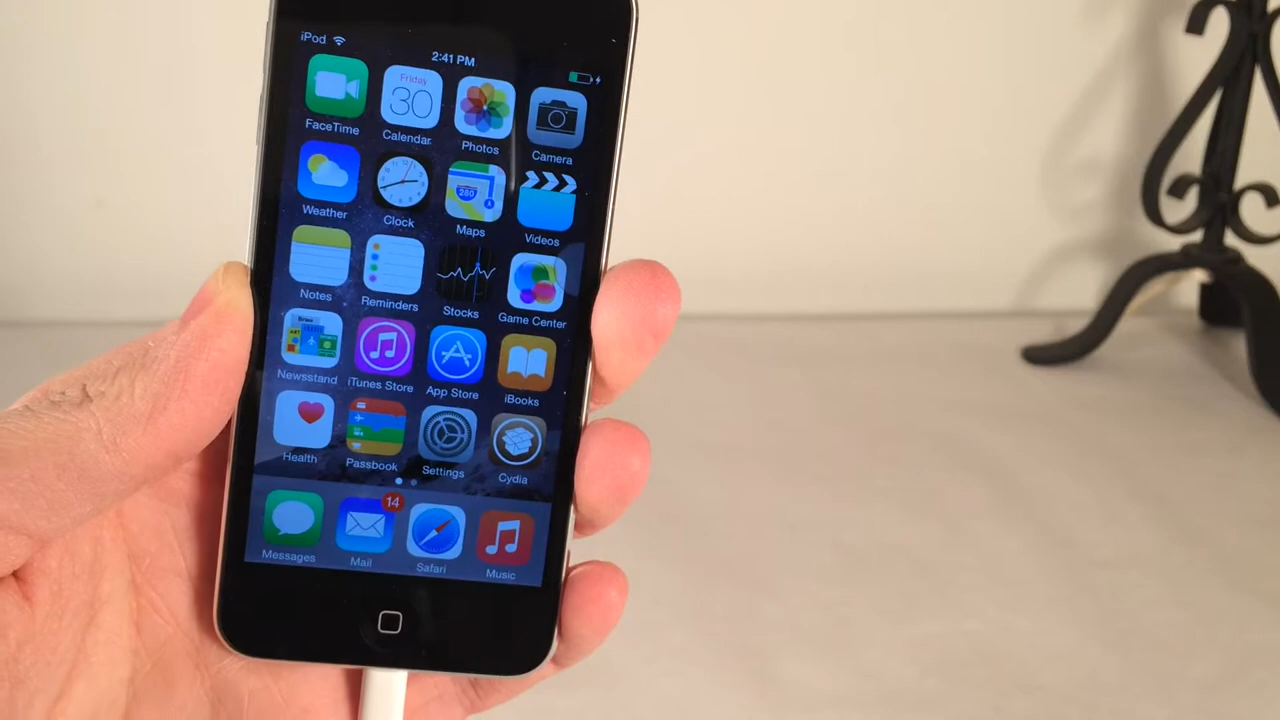 iPod
2:41 PM
Friday
30
FaceTime
Calendar
Photos
Camera
280
Weather
Clock
Maps
Videos
Notes
Reminders
Stocks
Game Center
Newsstand
iTunes Store
App Store
iBooks
Health
Passbook
Settings
Cydia
14
Messages
Mail
Safari
Music